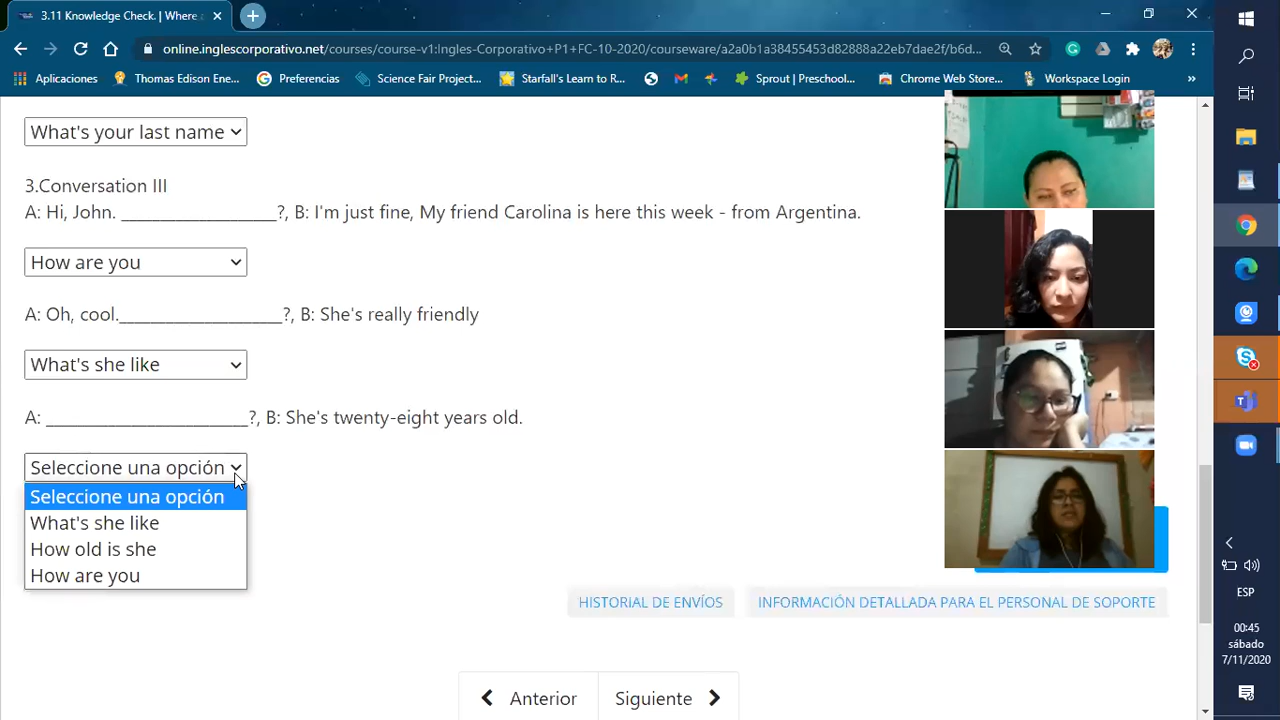 3.11 Knowledge Check. | Where a
online.inglescorporativo.net/courses/course-v1:Ingles-Corporativo+P1+FC-10-2020/courseware/a2a0b1a38455453d82888a22eb7dae2f/b6d...
Aplicaciones
Thomas Edison Ene...
Preferencias
Science Fair Project...
Starfall's Learn to R...
Sprout | Preschool...
Chrome Web Store...
Workspace Login
»
What's your last name
3.Conversation III
A: Hi, John. ___________________?, B: I'm just fine, My friend Carolina is here this week - from Argentina.
How are you
A: Oh, cool.____________________?, B: She's really friendly
What's she like
A: _________________________?, B: She's twenty-eight years old.
Seleccione una opción
Seleccione una opción
What's she like
How old is she
How are you
HISTORIAL DE ENVÍOS
INFORMACIÓN DETALLADA PARA EL PERSONAL DE SOPORTE
Anterior
Siguiente
ESP
00:45
sábado
7/11/2020